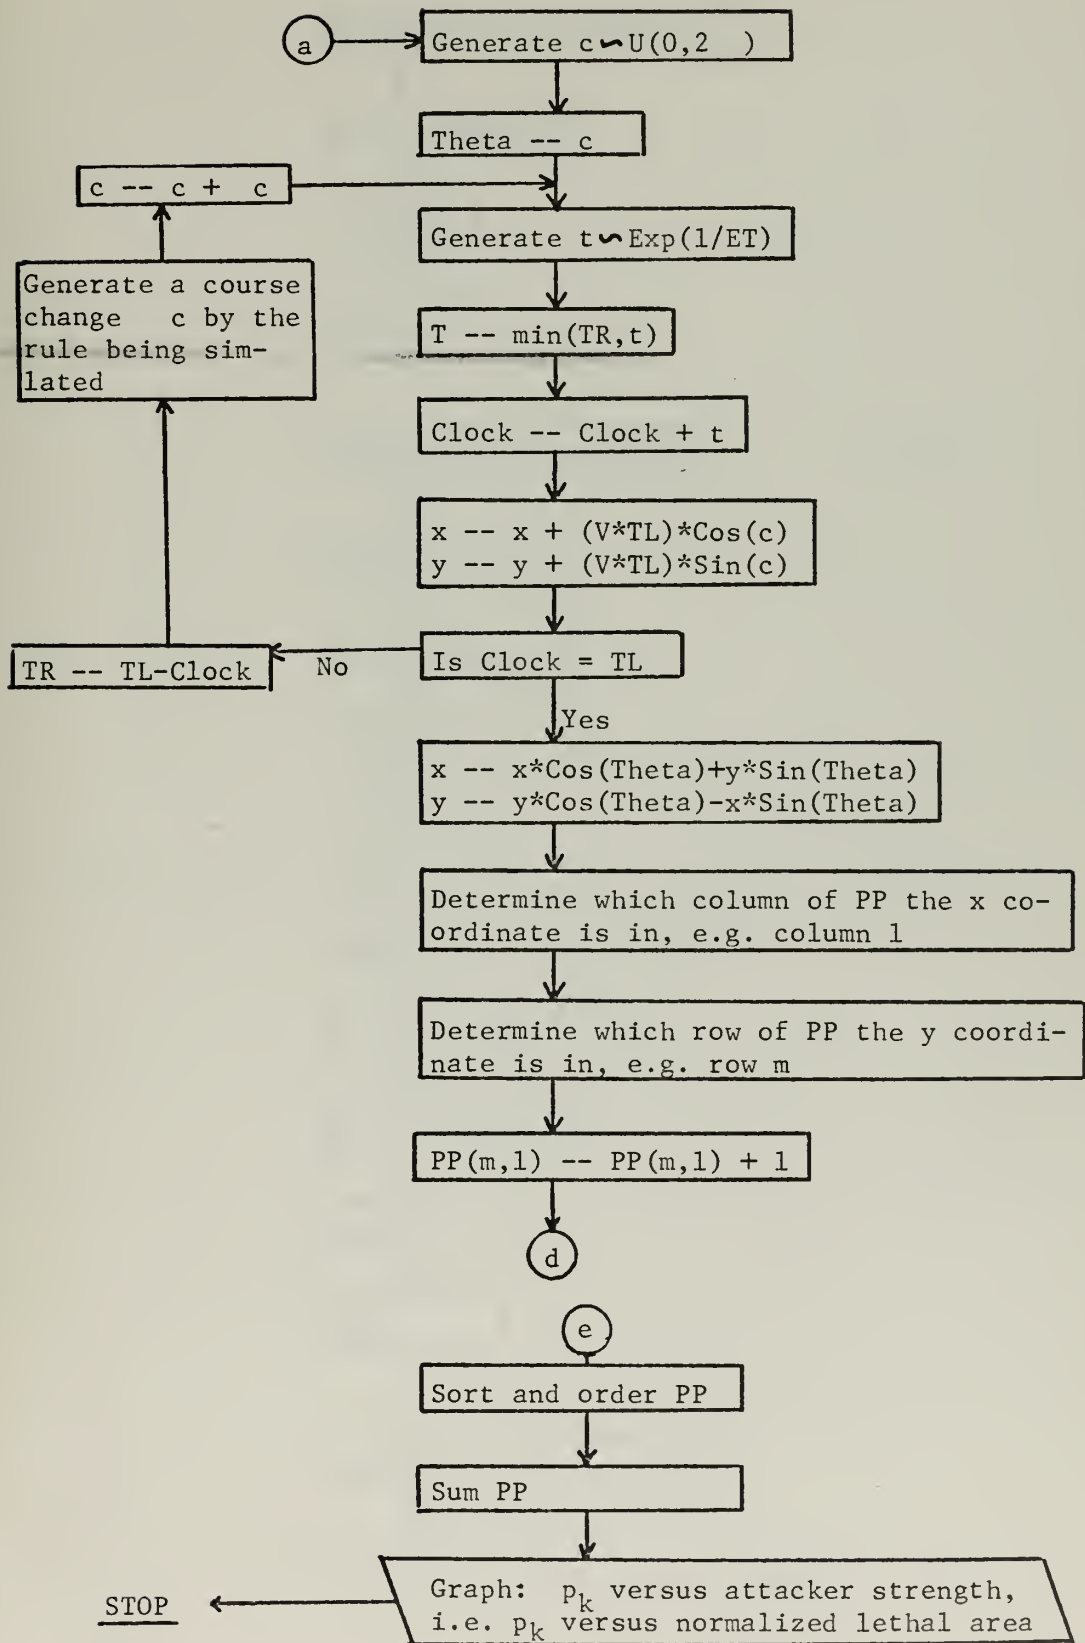 a
Generate c ~ U(0,2 )
Theta -- c
c -- c + c
Generate t ~ Exp(1/ET)
Generate a course
change c by the
rule being sim-
lated
T -- min(TR,t)
Clock -- Clock + t
x -- x + (V*TL)*Cos(c)
y -- y + (V*TL)*Sin(c)
TR -- TL-Clock
No
Is Clock = TL
Yes
x -- x*Cos(Theta)+y*Sin(Theta)
y -- y*Cos(Theta)-x*Sin(Theta)
Determine which column of PP the x co-
ordinate is in, e.g. column l
Determine which row of PP the y coordi-
nate is in, e.g. row m
PP(m,l) -- PP(m,l) + 1
d
e
Sort and order PP
Sum PP
Graph: p_k versus attacker strength,
i.e. p_k versus normalized lethal area
STOP